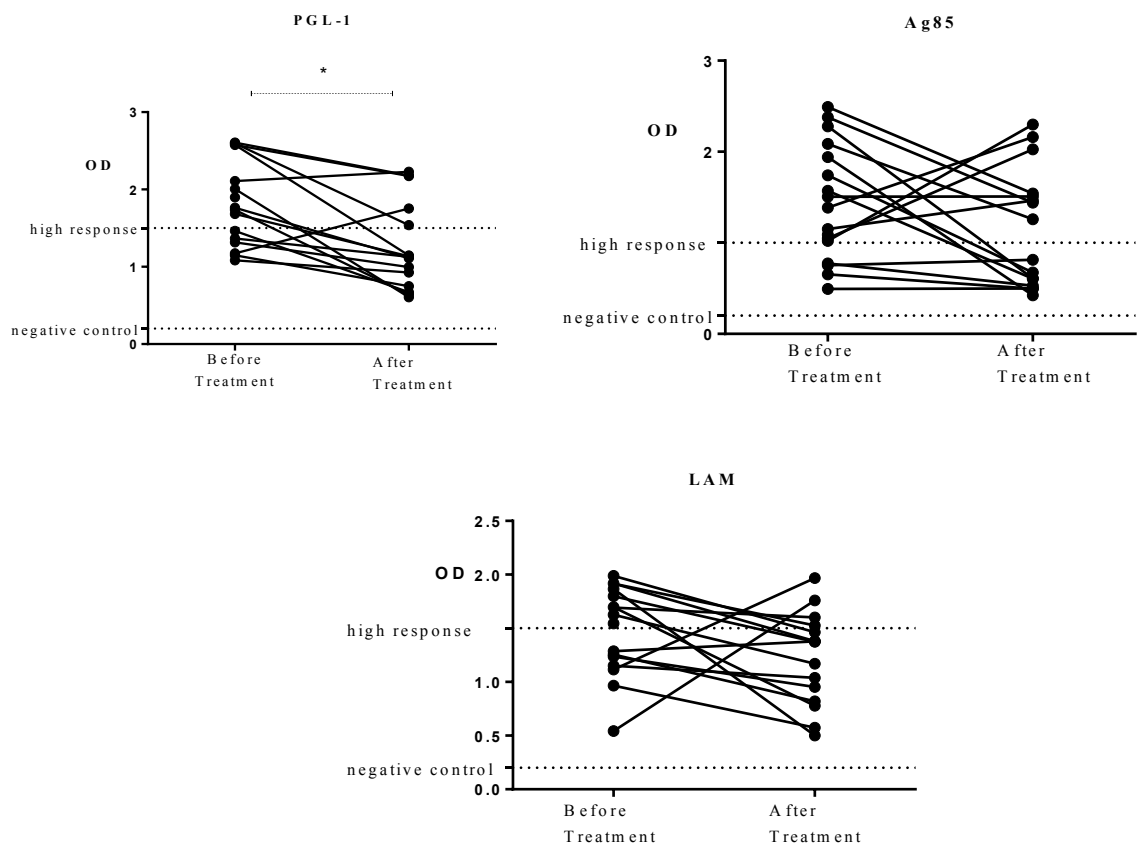 PGL-1
*
3
OD
2
high response
1
negative control
0
Before
Treatment
After
Treatment
Ag85
3
OD
2
high response
1
negative control
0
Before
Treatment
After
Treatment
LAM
2.5
OD
2.0
high response
1.0
0.5
negative control
0.0
Before
Treatment
After
Treatment